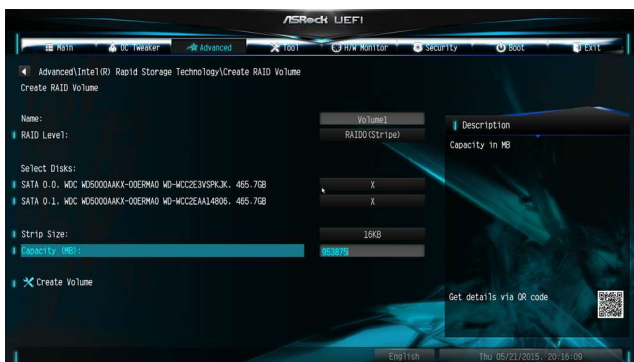 ASRock UEFI
Main OC Tweaker Advanced Tool H/W Monitor Security Boot Exit
Advanced\Intel(R) Rapid Storage Technology\Create RAID Volume
Create RAID Volume
Name: Volume1
RAID Level: RAID0(Stripe)
Description
Capacity in MB
Select Disks:
SATA 0.0. WDC WD5000AAKX-00ERMA0 WD-WCC2E3VSPKJK. 465.7GB X
SATA 0.1. WDC WD5000AAKX-00ERMA0 WD-WCC2EAA14806. 465.7GB X
Strip Size: 16KB
Capacity (MB): 953875
Create Volume
Get details via QR code
English Thu 05/21/2015. 20:16:09